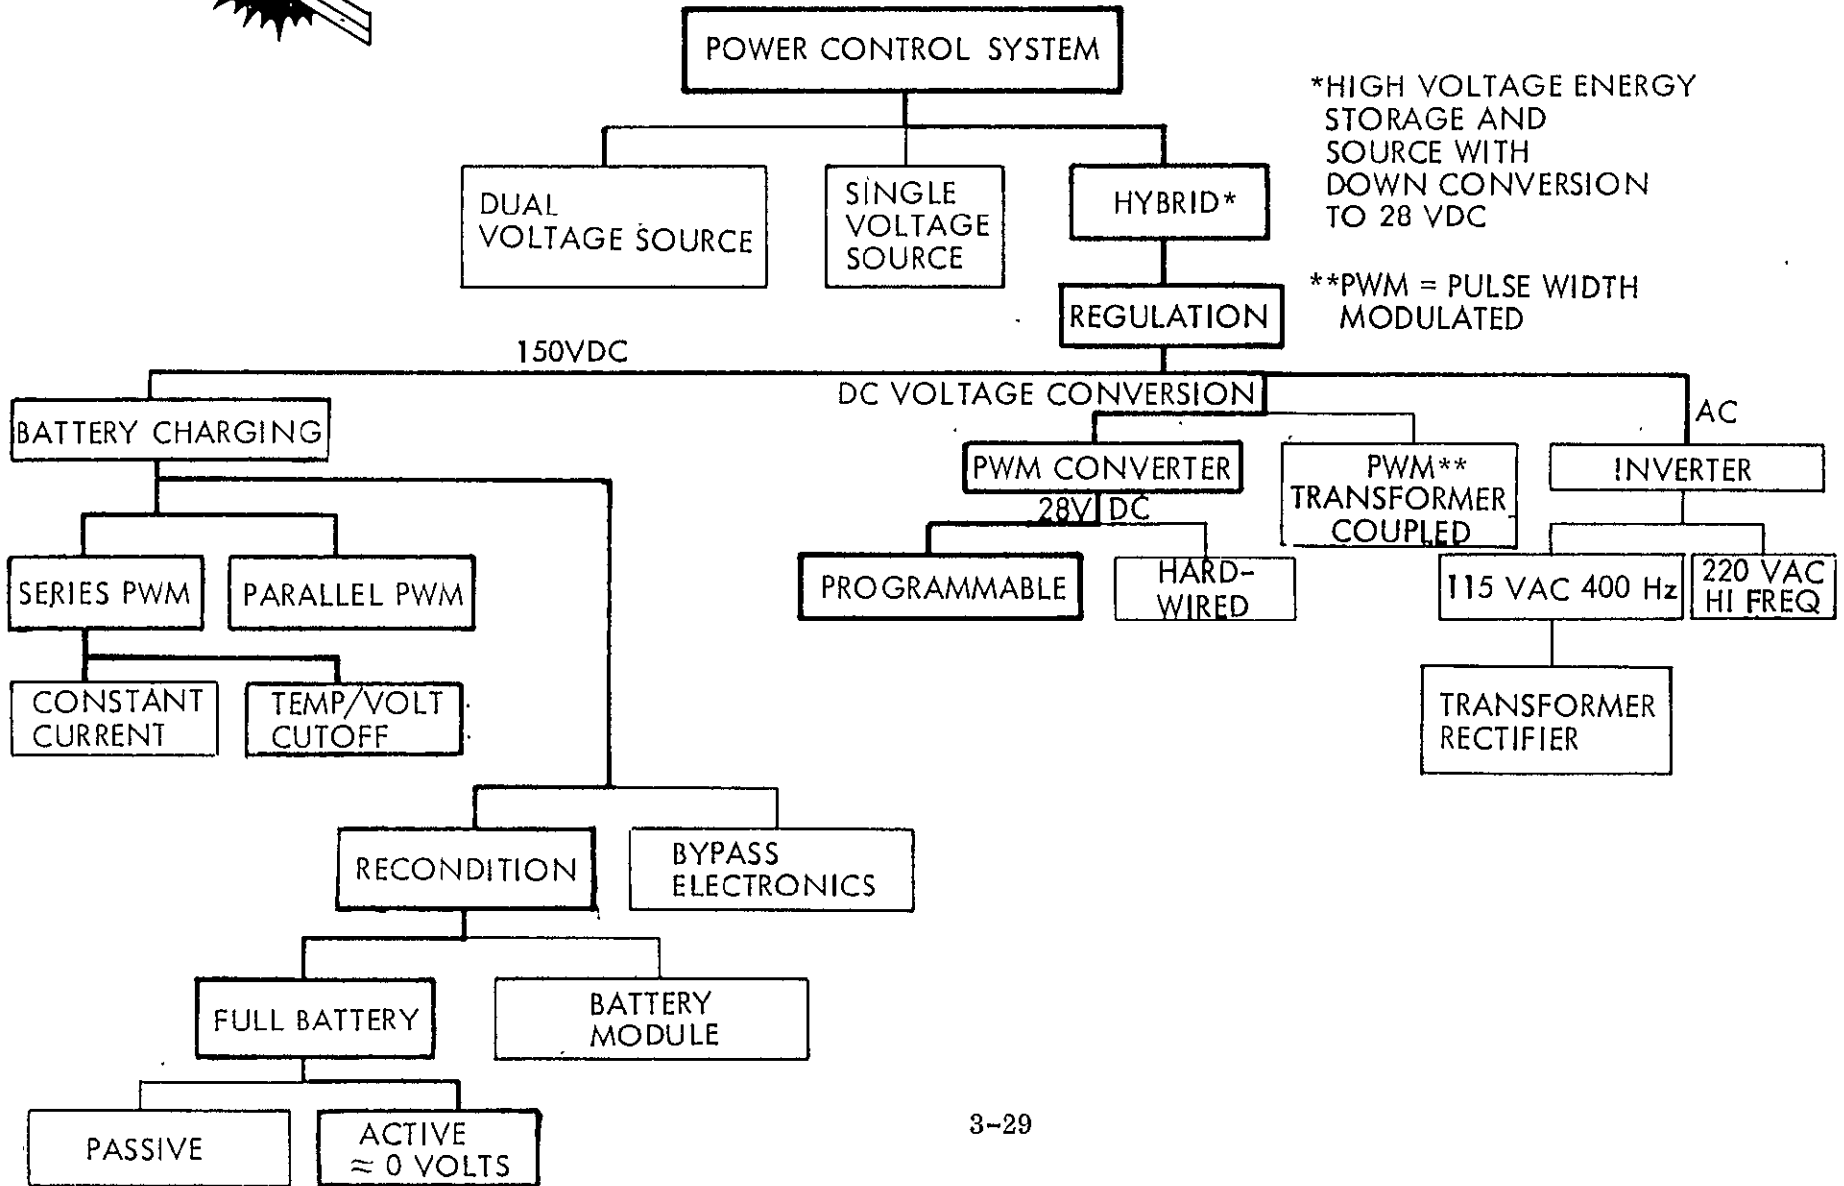 POWER CONTROL SYSTEM
*HIGH VOLTAGE ENERGY
STORAGE AND
SOURCE WITH
DOWN CONVERSION
TO 28 VDC
DUAL
VOLTAGE SOURCE
SINGLE
VOLTAGE
SOURCE
HYBRID*
**PWM = PULSE WIDTH
MODULATED
REGULATION
150VDC
DC VOLTAGE CONVERSION
AC
BATTERY CHARGING
PWM CONVERTER
28V DC
PWM**
TRANSFORMER
COUPLED
INVERTER
SERIES PWM
PARALLEL PWM
PROGRAMMABLE
HARD-
WIRED
115 VAC 400 Hz
220 VAC
HI FREQ
CONSTANT
CURRENT
TEMP/VOLT
CUTOFF
TRANSFORMER
RECTIFIER
RECONDITION
BYPASS
ELECTRONICS
FULL BATTERY
BATTERY
MODULE
PASSIVE
ACTIVE
≈ 0 VOLTS
3-29